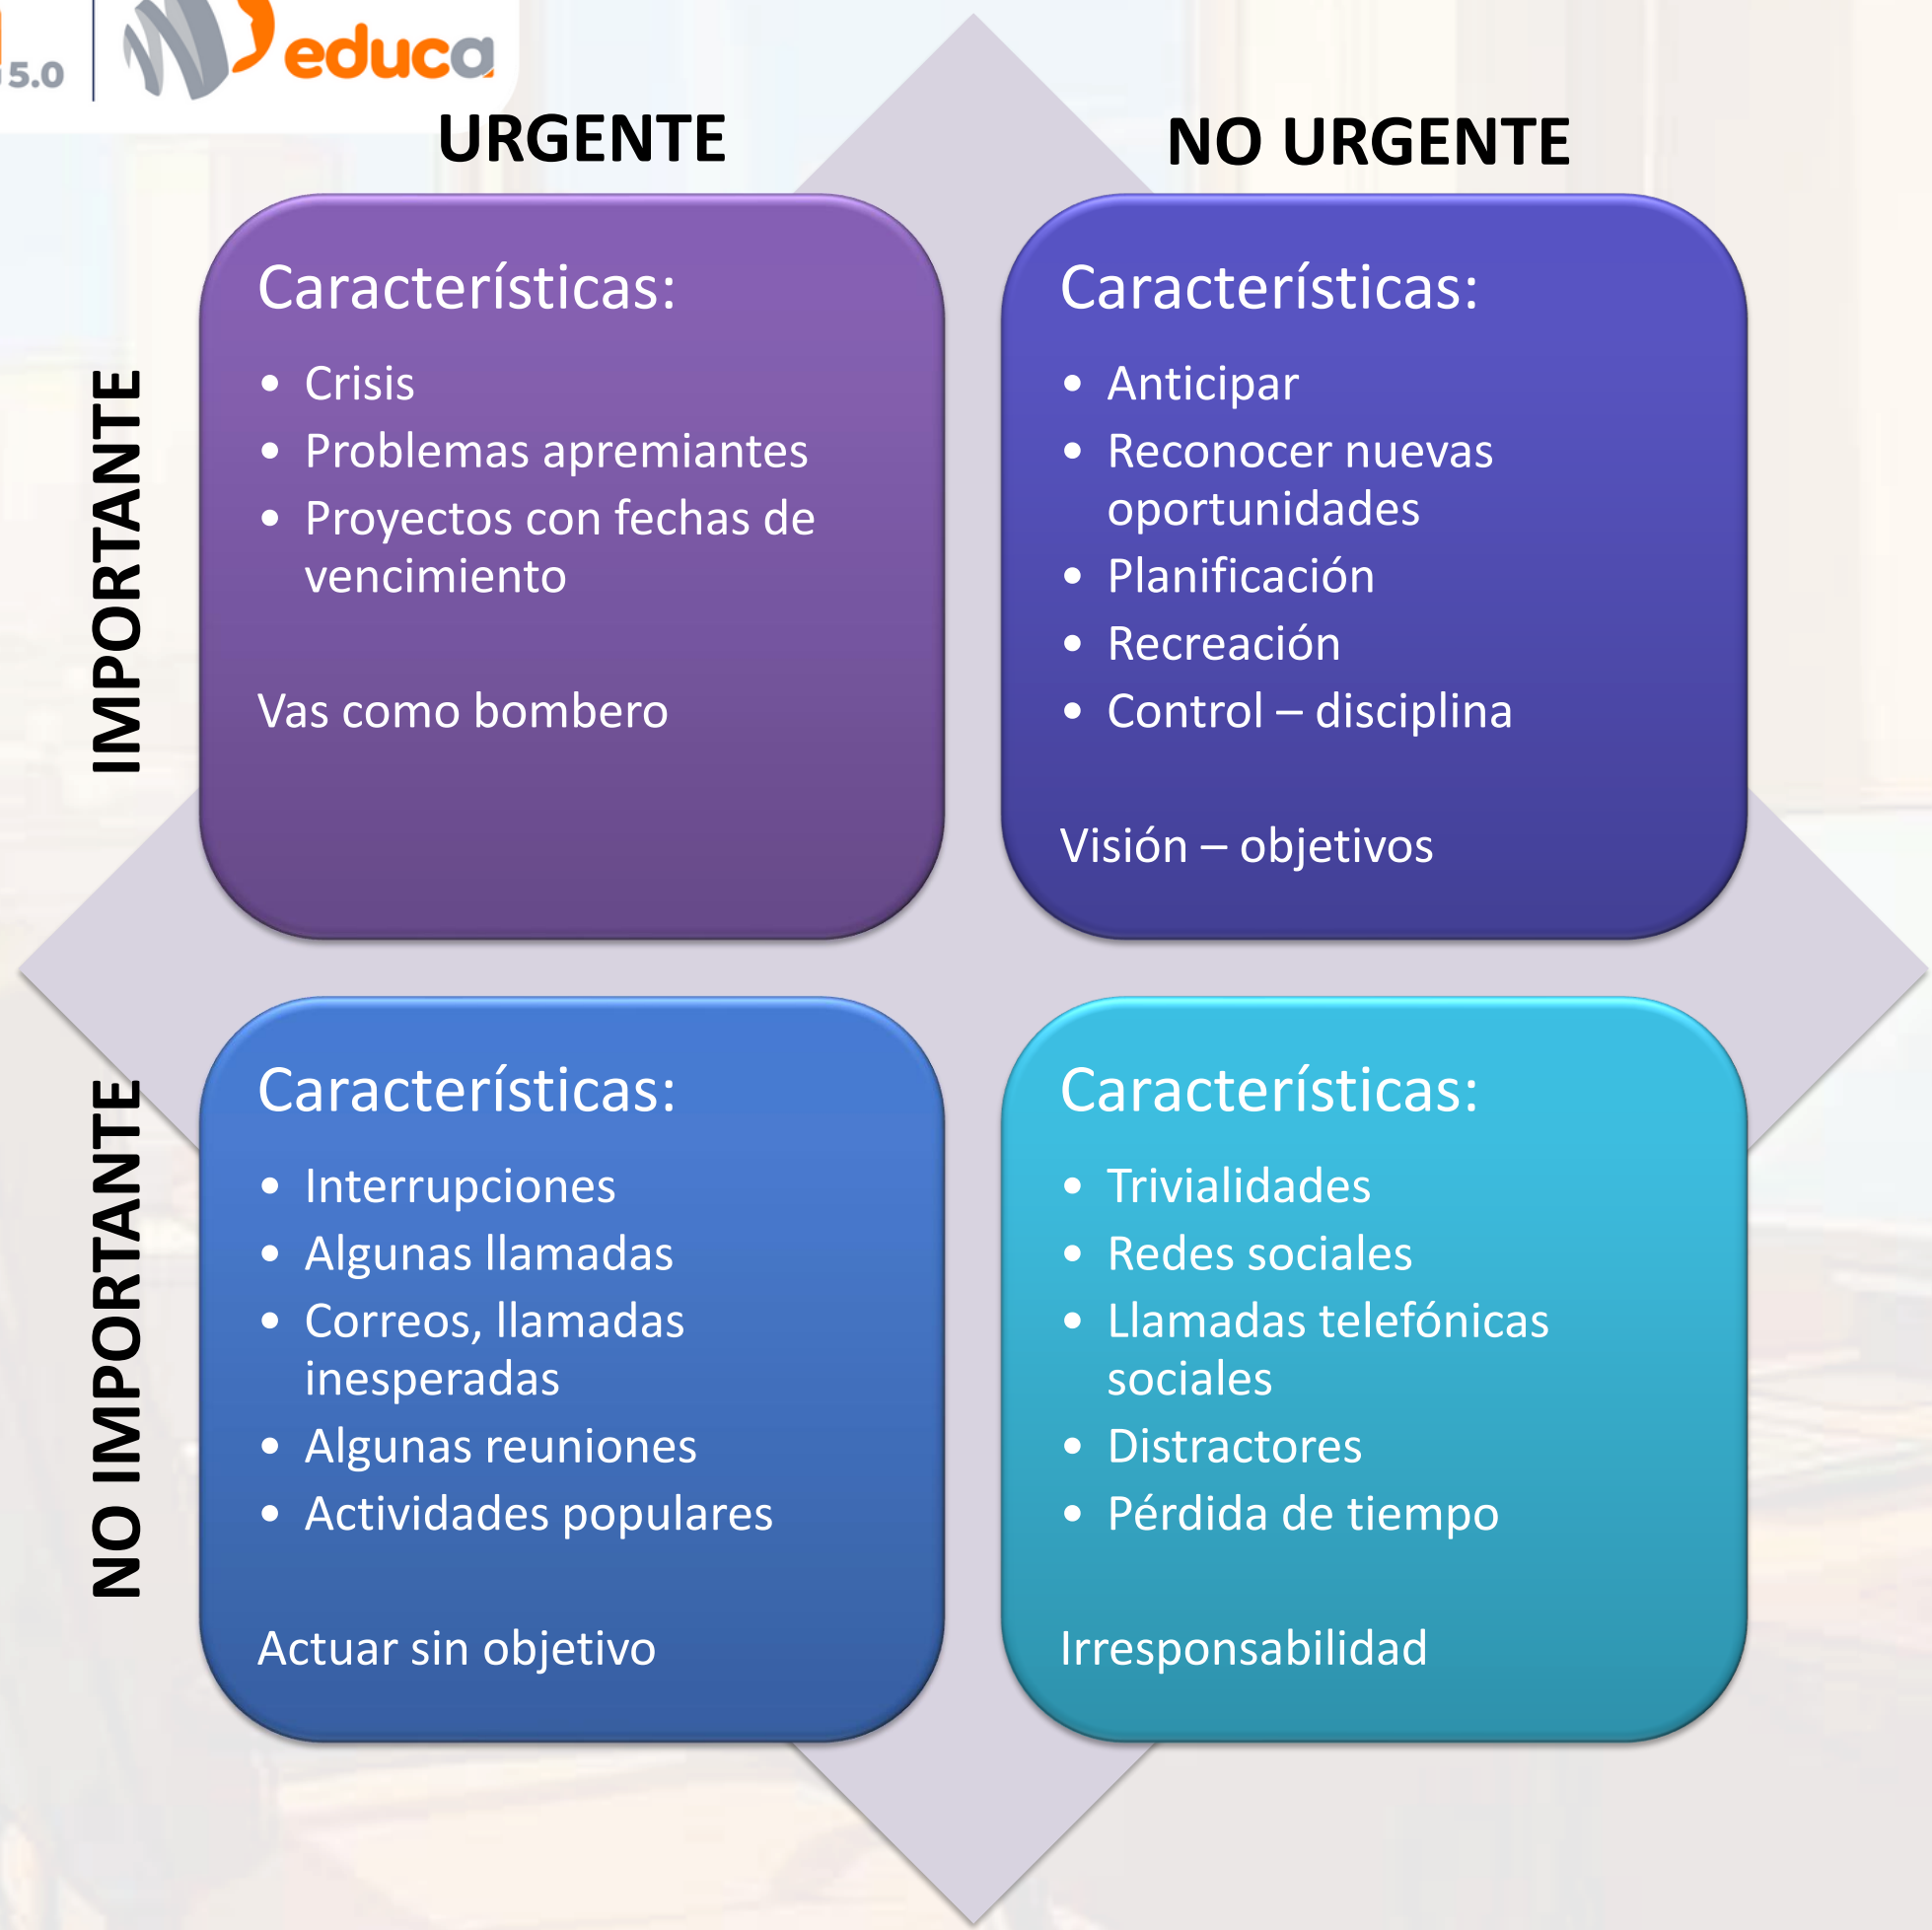 5.0
educa
URGENTE
NO URGENTE
IMPORTANTE
Características:
• Crisis
• Problemas apremiantes
• Proyectos con fechas de
vencimiento
Vas como bombero
Características:
• Anticipar
• Reconocer nuevas
oportunidades
• Planificación
• Recreación
• Control – disciplina
Visión – objetivos
NO IMPORTANTE
Características:
• Interrupciones
• Algunas llamadas
• Correos, llamadas
inesperadas
• Algunas reuniones
• Actividades populares
Actuar sin objetivo
Características:
• Trivialidades
• Redes sociales
• Llamadas telefónicas
sociales
• Distractores
• Pérdida de tiempo
Irresponsabilidad